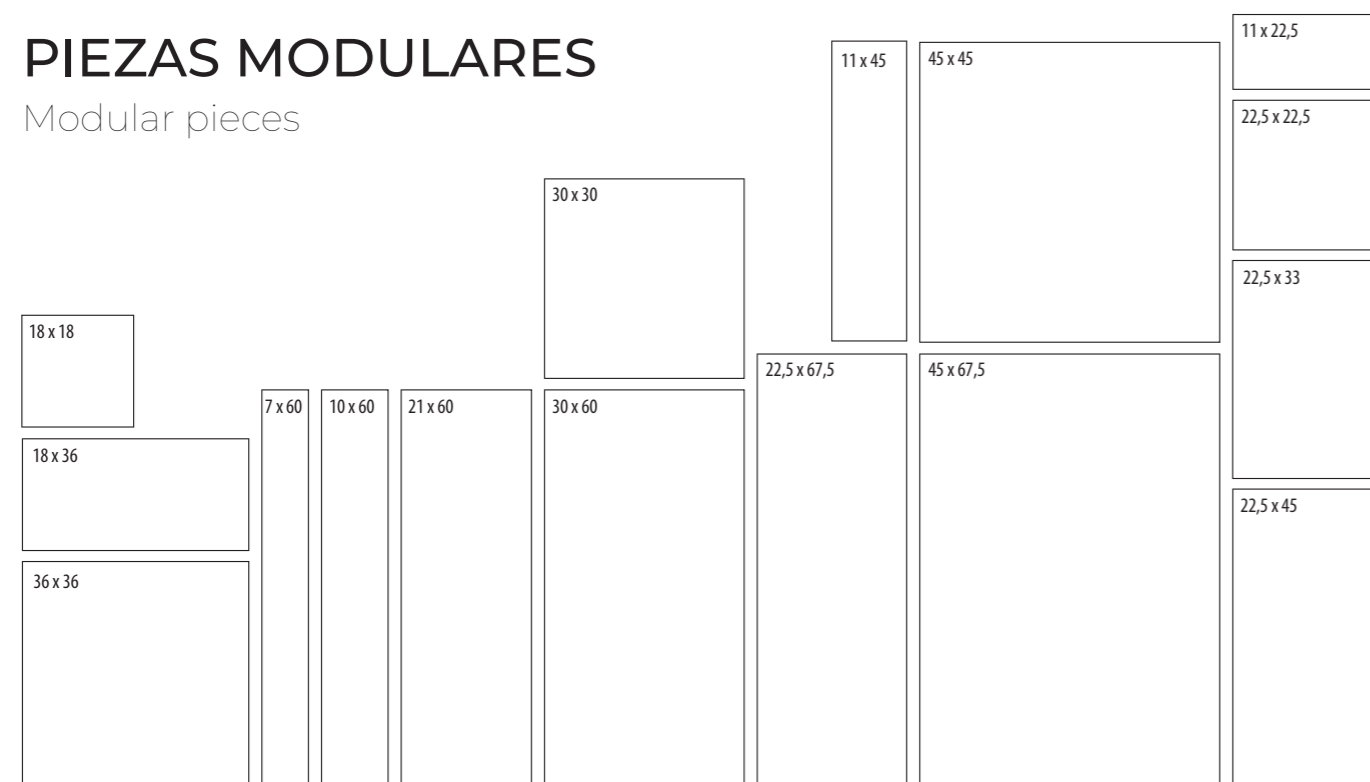 PIEZAS MODULARES
Modular pieces
18 x 18
18 x 36
36 x 36
7 x 60
10 x 60
21 x 60
30 x 30
30 x 60
11 x 45
22,5 x 67,5
45 x 45
45 x 67,5
11 x 22,5
22,5 x 22,5
22,5 x 33
22,5 x 45